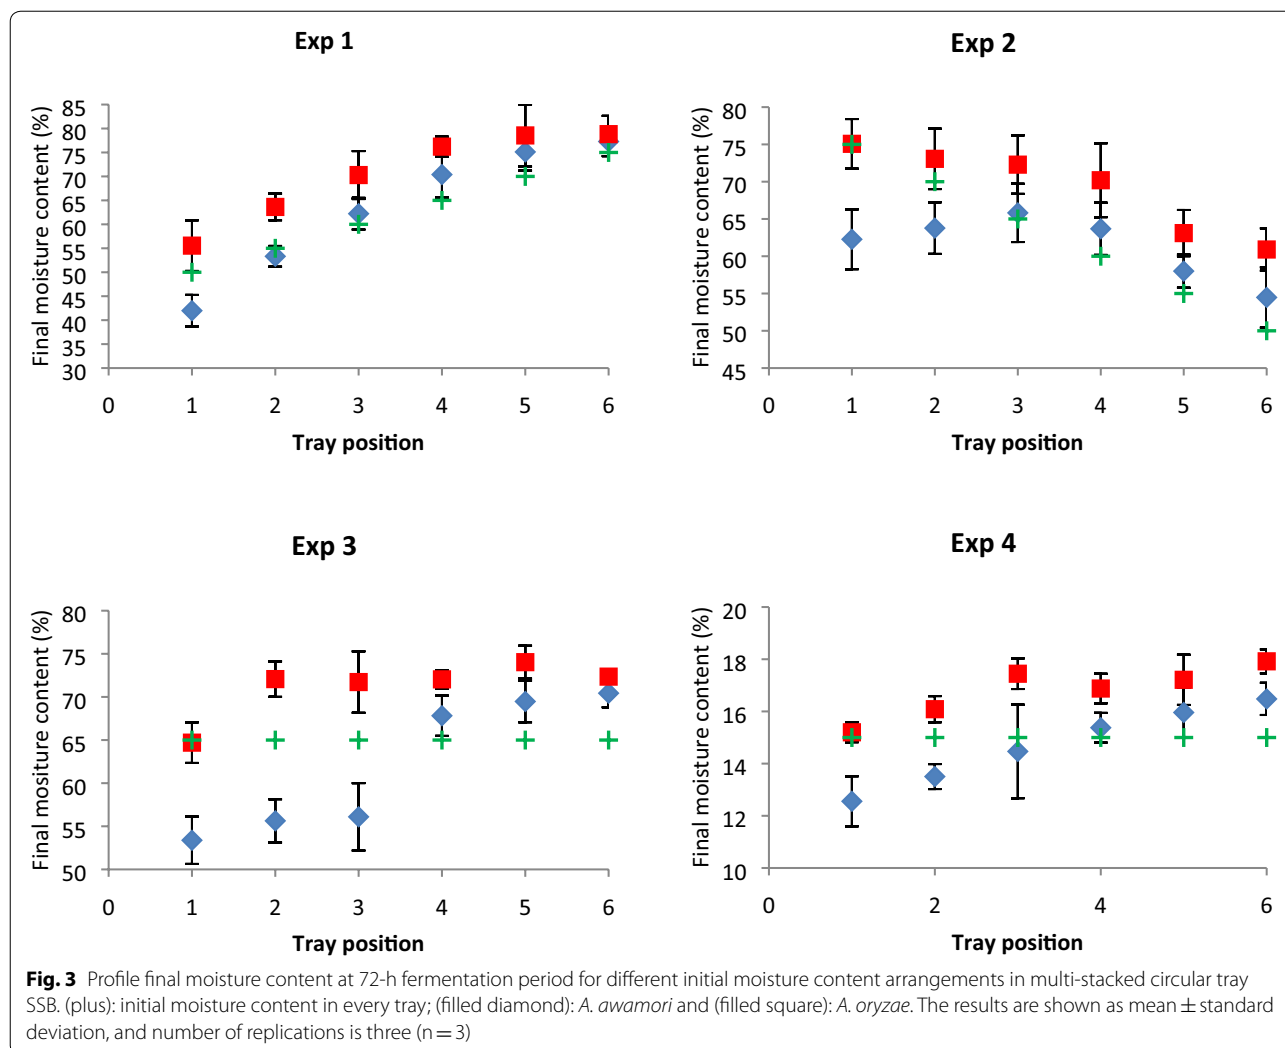 Exp 1
Final moisture content (%)
85
80
75
70
65
60
55
50
45
40
35
30
0 1 2 3 4 5 6
Tray position
Exp 2
Final moisture content (%)
80
75
70
65
60
55
50
45
0 1 2 3 4 5 6
Tray position
Exp 3
Final mositure content (%)
80
75
70
65
60
55
50
0 1 2 3 4 5 6
Tray position
Exp 4
Final moisture content (%)
20
18
16
14
12
10
0 2 4 6
Tray position
Fig. 3 Profile final moisture content at 72-h fermentation period for different initial moisture content arrangements in multi-stacked circular tray
SSB. (plus): initial moisture content in every tray; (filled diamond): A. awamori and (filled square): A. oryzae. The results are shown as mean ± standard
deviation, and number of replications is three (n = 3)